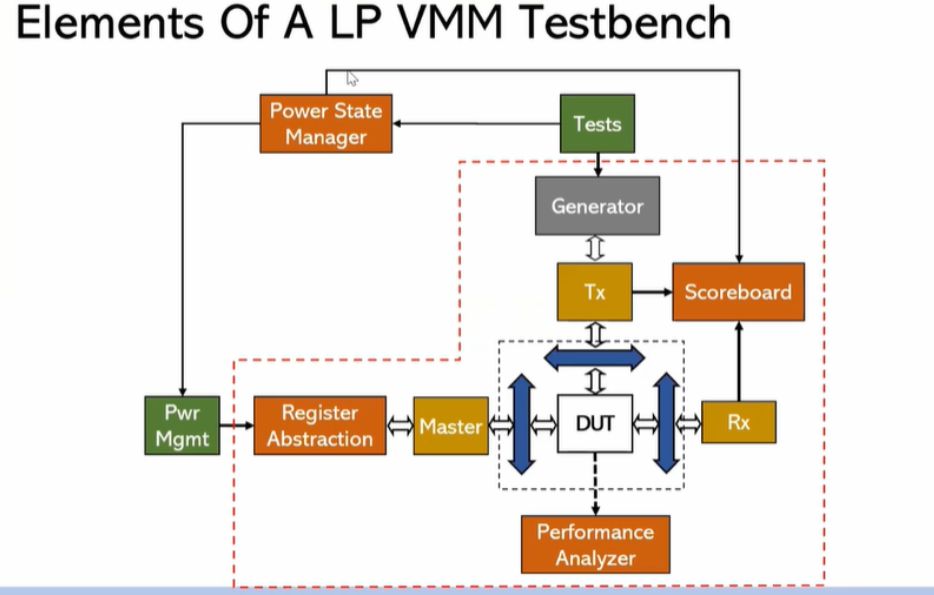 Elements Of A LP VMM Testbench
Power State
Manager
Tests
Generator
Tx
Scoreboard
Pwr
Mgmt
Register
Abstraction
Master
DUT
Rx
Performance
Analyzer